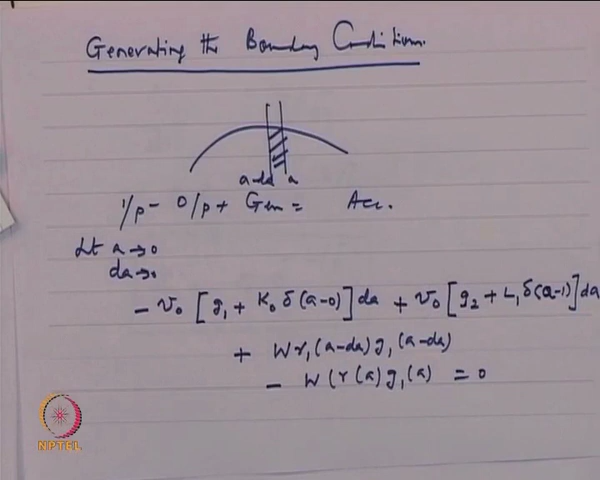 Generating the Boundary Conditions.
a-da a
I/p - O/p + Gen = Acc.
Lt a→0
da→0
- v₀ [g₁ + K₀ δ(a-0)] da + v₀ [g₂ + L₁ δ(a-1)] da
+ W r₁(a-da) g₁(a-da)
- W(r(a) g₁(a) = 0
NPTEL